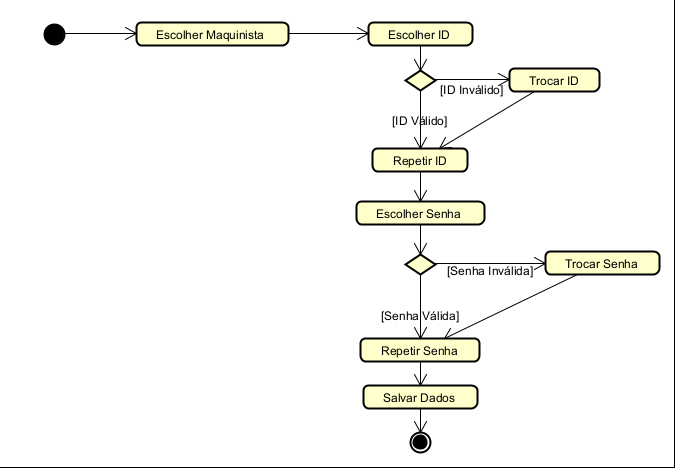 Escolher Maquinista
Escolher ID
Trocar ID
[ID Inválido]
[ID Válido]
Repetir ID
Escolher Senha
Trocar Senha
[Senha Inválida]
[Senha Válida]
Repetir Senha
Salvar Dados